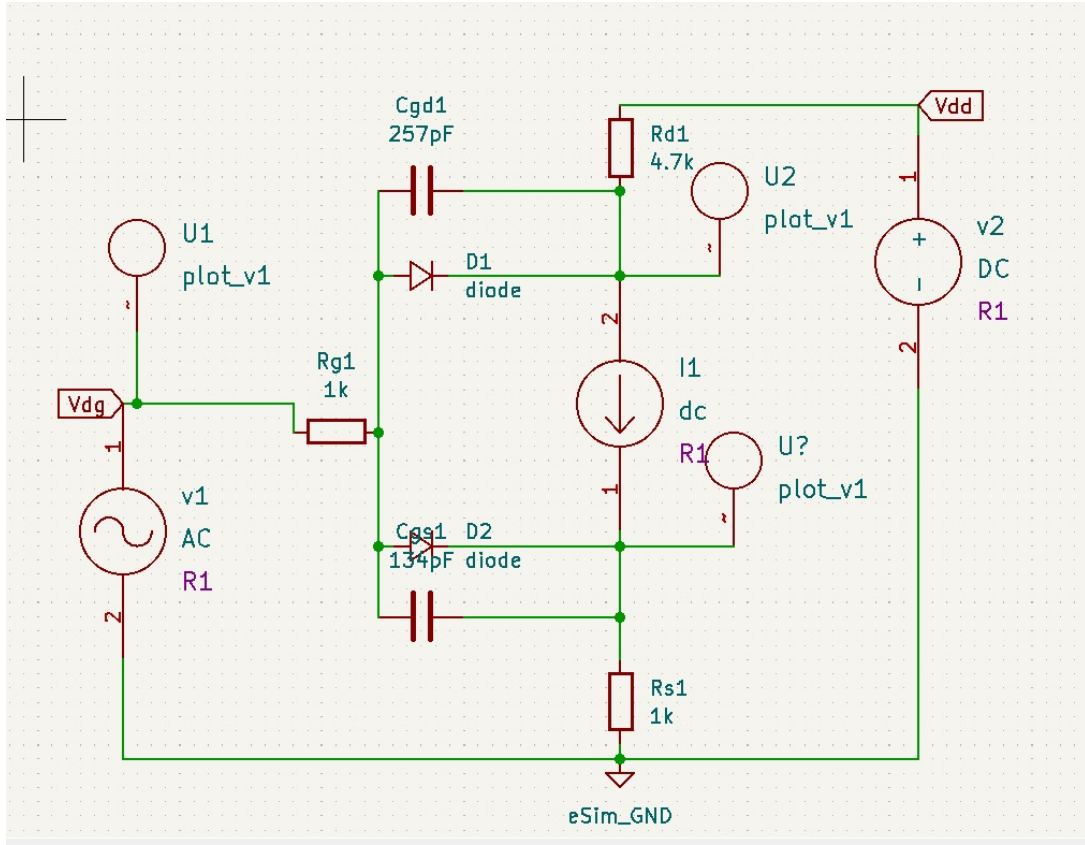 Cgd1
257pF
Vdd
Rd1
4.7k
U2
plot_v1
~
1
v2
DC
R1
+
2
U1
plot_v1
~
D1
diode
2
Rg1
1k
I1
dc
R1
1
Vdg
1
v1
AC
R1
2
U?
plot_v1
~
Cgs1
134pF
D2
diode
Rs1
1k
eSim_GND